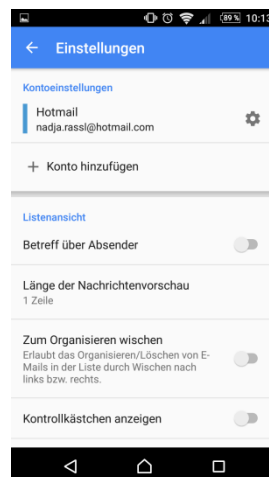 89% 10:13
Einstellungen
Kontoeinstellungen
Hotmail
nadja.rassl@hotmail.com
+ Konto hinzufügen
Listenansicht
Betreff über Absender
Länge der Nachrichtenvorschau
1 Zeile
Zum Organisieren wischen
Erlaubt das Organisieren/Löschen von E-
Mails in der Liste durch Wischen nach
links bzw. rechts.
Kontrollkästchen anzeigen